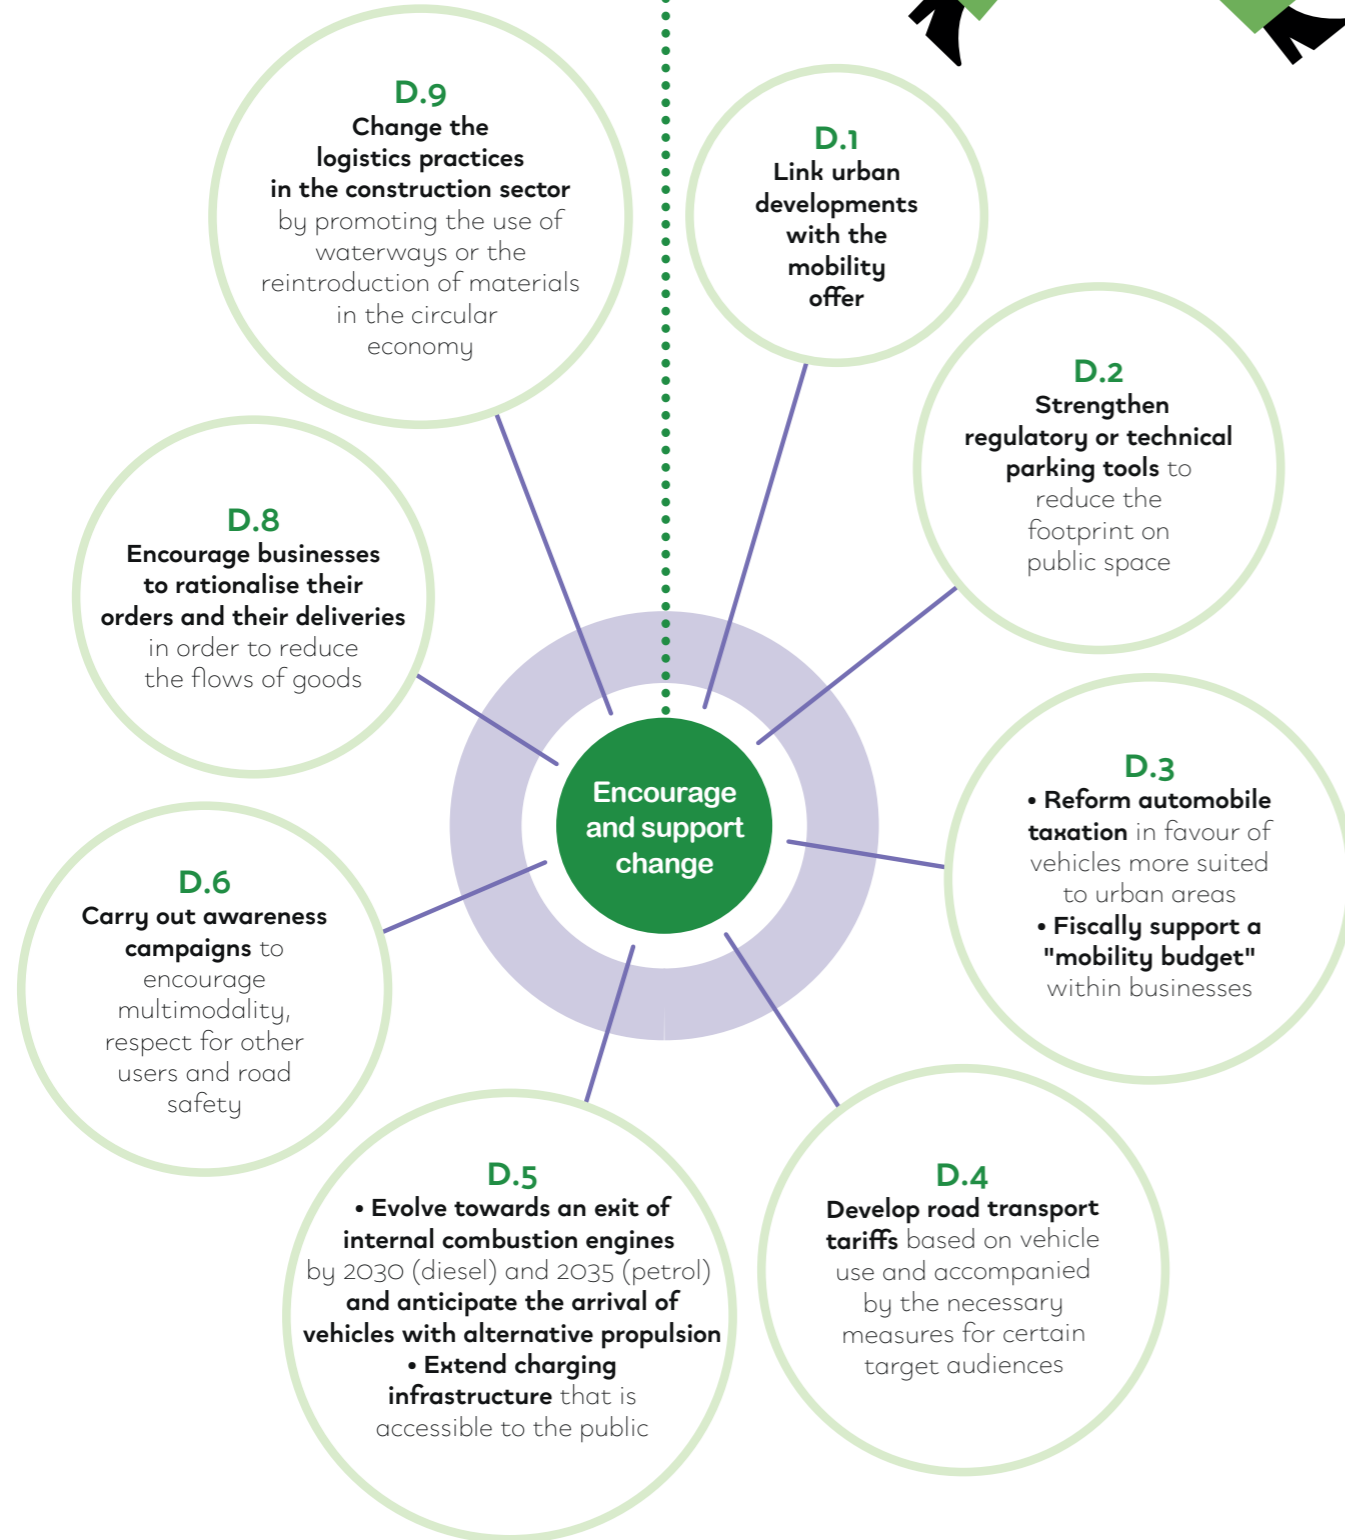 D.9
Change the
logistics practices
in the construction sector
by promoting the use of
waterways or the
reintroduction of materials
in the circular
economy
D.1
Link urban
developments
with the
mobility
offer
D.2
Strengthen
regulatory or technical
parking tools to
reduce the
footprint on
public space
D.8
Encourage businesses
to rationalise their
orders and their deliveries
in order to reduce
the flows of goods
Encourage
and support
change
D.3
• Reform automobile
taxation in favour of
vehicles more suited
to urban areas
• Fiscally support a
"mobility budget"
within businesses
D.6
Carry out awareness
campaigns to
encourage
multimodality,
respect for other
users and road
safety
D.5
• Evolve towards an exit of
internal combustion engines
by 2030 (diesel) and 2035 (petrol)
and anticipate the arrival of
vehicles with alternative propulsion
• Extend charging
infrastructure that is
accessible to the public
D.4
Develop road transport
tariffs based on vehicle
use and accompanied
by the necessary
measures for certain
target audiences